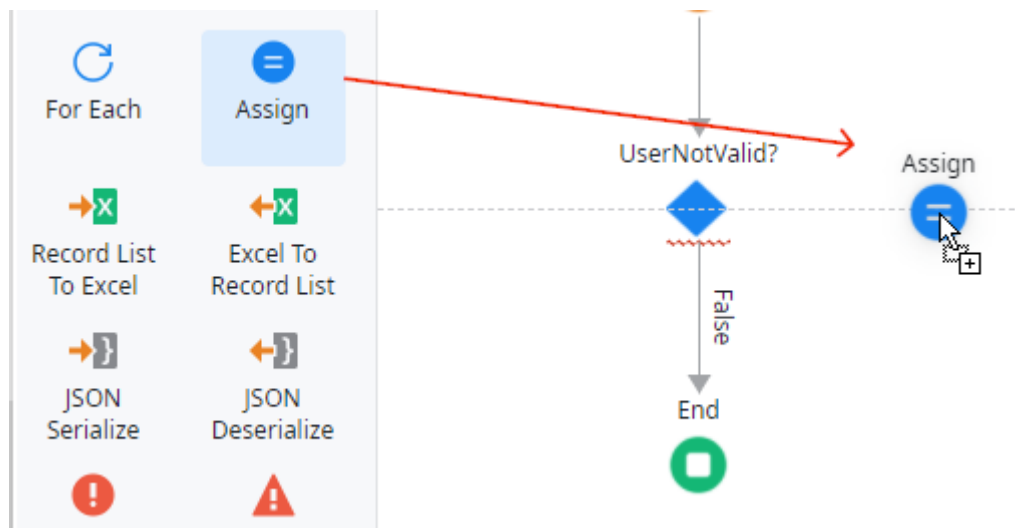 For Each
Assign
Record List
To Excel
Excel To
Record List
JSON
Serialize
JSON
Deserialize
UserNotValid?
Assign
False
End